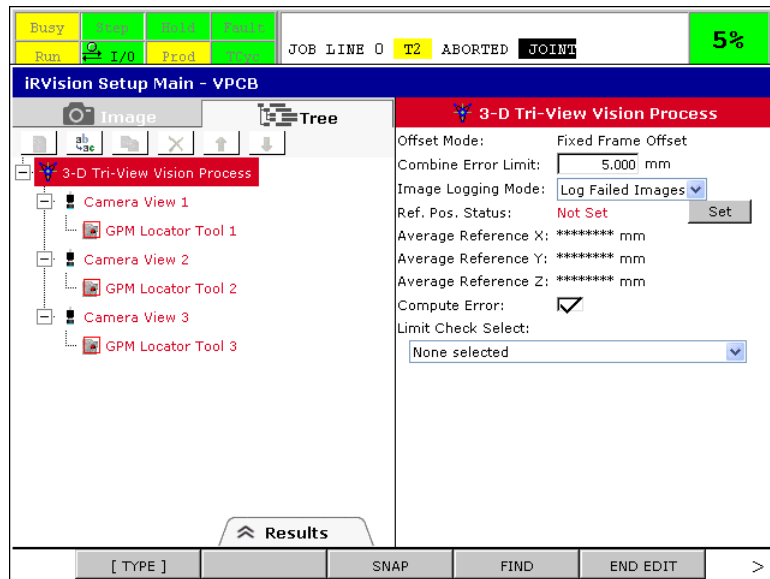 Busy Step Hold Fault
Run I/O Prod TCyc
JOB LINE 0 T2 ABORTED JOINT
5%
iRVision Setup Main - VPCB
Image Tree
ab
ac
3-D Tri-View Vision Process
Camera View 1
GPM Locator Tool 1
Camera View 2
GPM Locator Tool 2
Camera View 3
GPM Locator Tool 3
Results
3-D Tri-View Vision Process
Offset Mode: Fixed Frame Offset
Combine Error Limit: 5.000 mm
Image Logging Mode: Log Failed Images
Ref. Pos. Status: Not Set Set
Average Reference X: ******** mm
Average Reference Y: ******** mm
Average Reference Z: ******** mm
Compute Error:
Limit Check Select:
None selected
[ TYPE ] SNAP FIND END EDIT >